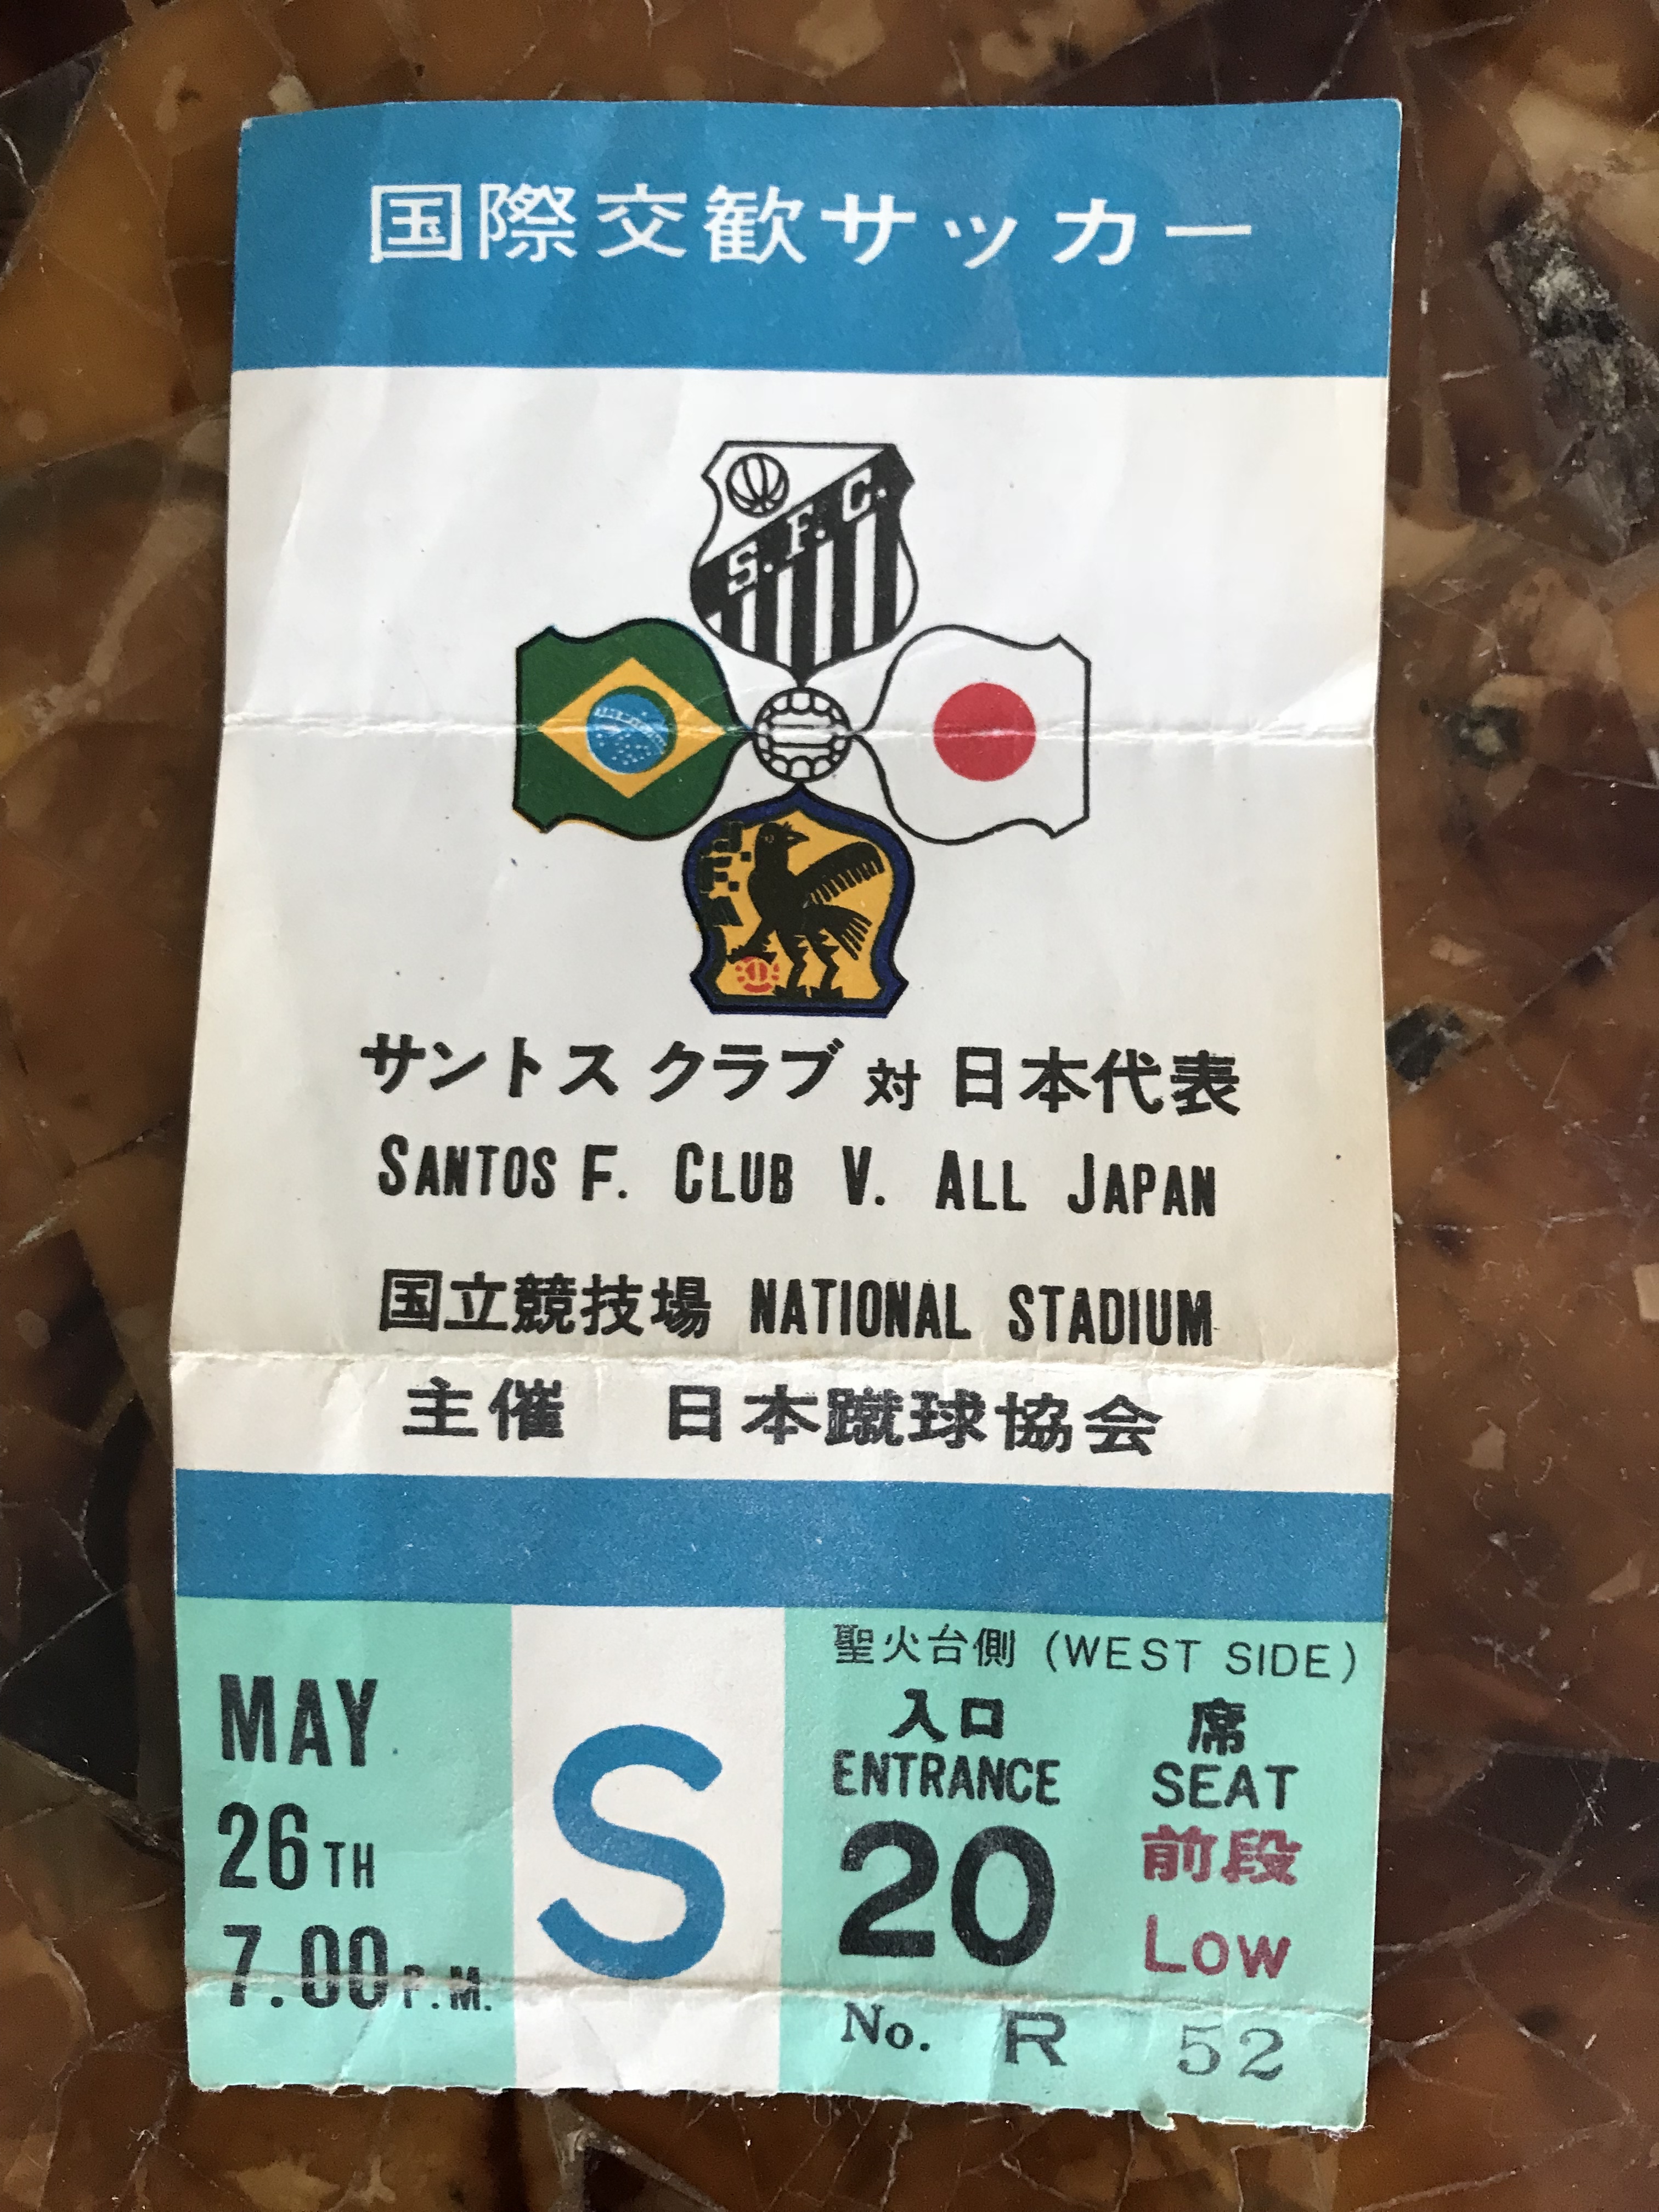 国際交歓サッカー
S.F.C.
サントス クラブ 対 日本代表
SANTOS F. CLUB V. ALL JAPAN
国立競技場 NATIONAL STADIUM
主催 日本蹴球協会
MAY
26TH
7.00P.M.
S
聖火台側 (WEST SIDE)
入口 席
ENTRANCE SEAT
20 前段
LOW
No. R 52